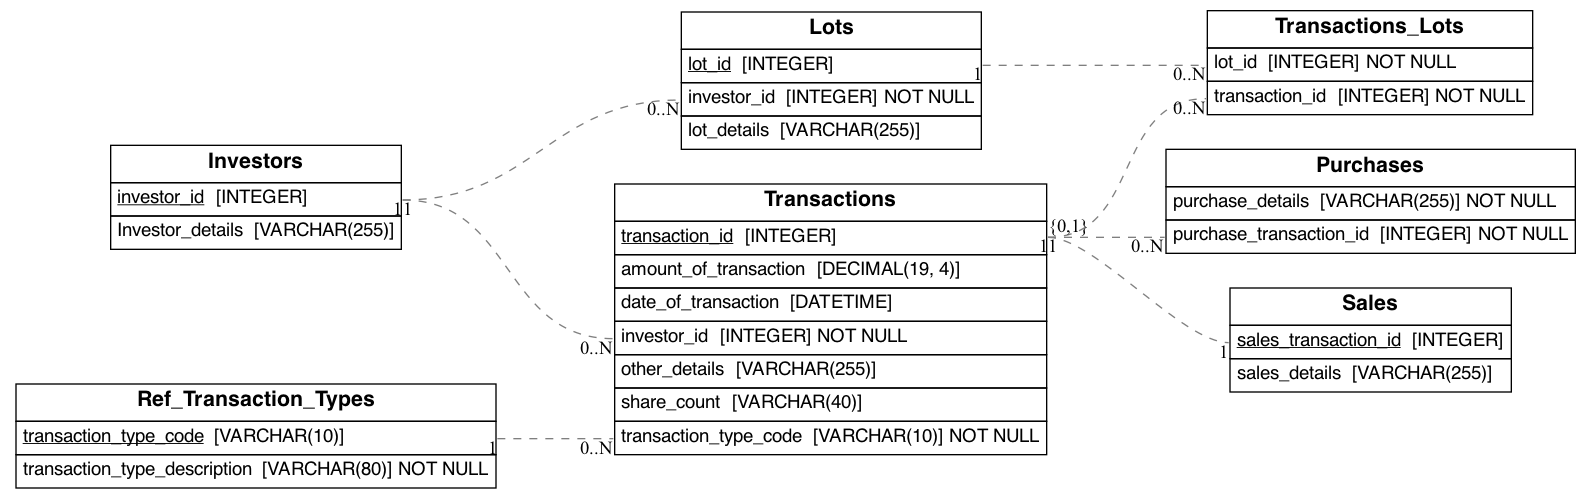 Lots
lot_id [INTEGER]
investor_id [INTEGER] NOT NULL
lot_details [VARCHAR(255)]
1
0..N
Transactions_Lots
lot_id [INTEGER] NOT NULL
transaction_id [INTEGER] NOT NULL
0..N
0..N
Investors
investor_id [INTEGER]
Investor_details [VARCHAR(255)]
1
1
Transactions
transaction_id [INTEGER]
amount_of_transaction [DECIMAL(19, 4)]
date_of_transaction [DATETIME]
investor_id [INTEGER] NOT NULL
other_details [VARCHAR(255)]
share_count [VARCHAR(40)]
transaction_type_code [VARCHAR(10)] NOT NULL
{0,1}
1
1
0..N
0..N
Purchases
purchase_details [VARCHAR(255)] NOT NULL
purchase_transaction_id [INTEGER] NOT NULL
0..N
Sales
sales_transaction_id [INTEGER]
sales_details [VARCHAR(255)]
1
Ref_Transaction_Types
transaction_type_code [VARCHAR(10)]
transaction_type_description [VARCHAR(80)] NOT NULL
1